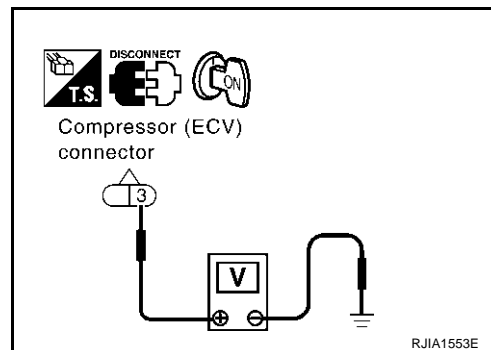 DISCONNECT
T.S.
ON
Compressor (ECV)
connector
3
V
⊕ ⊖
RJIA1553E